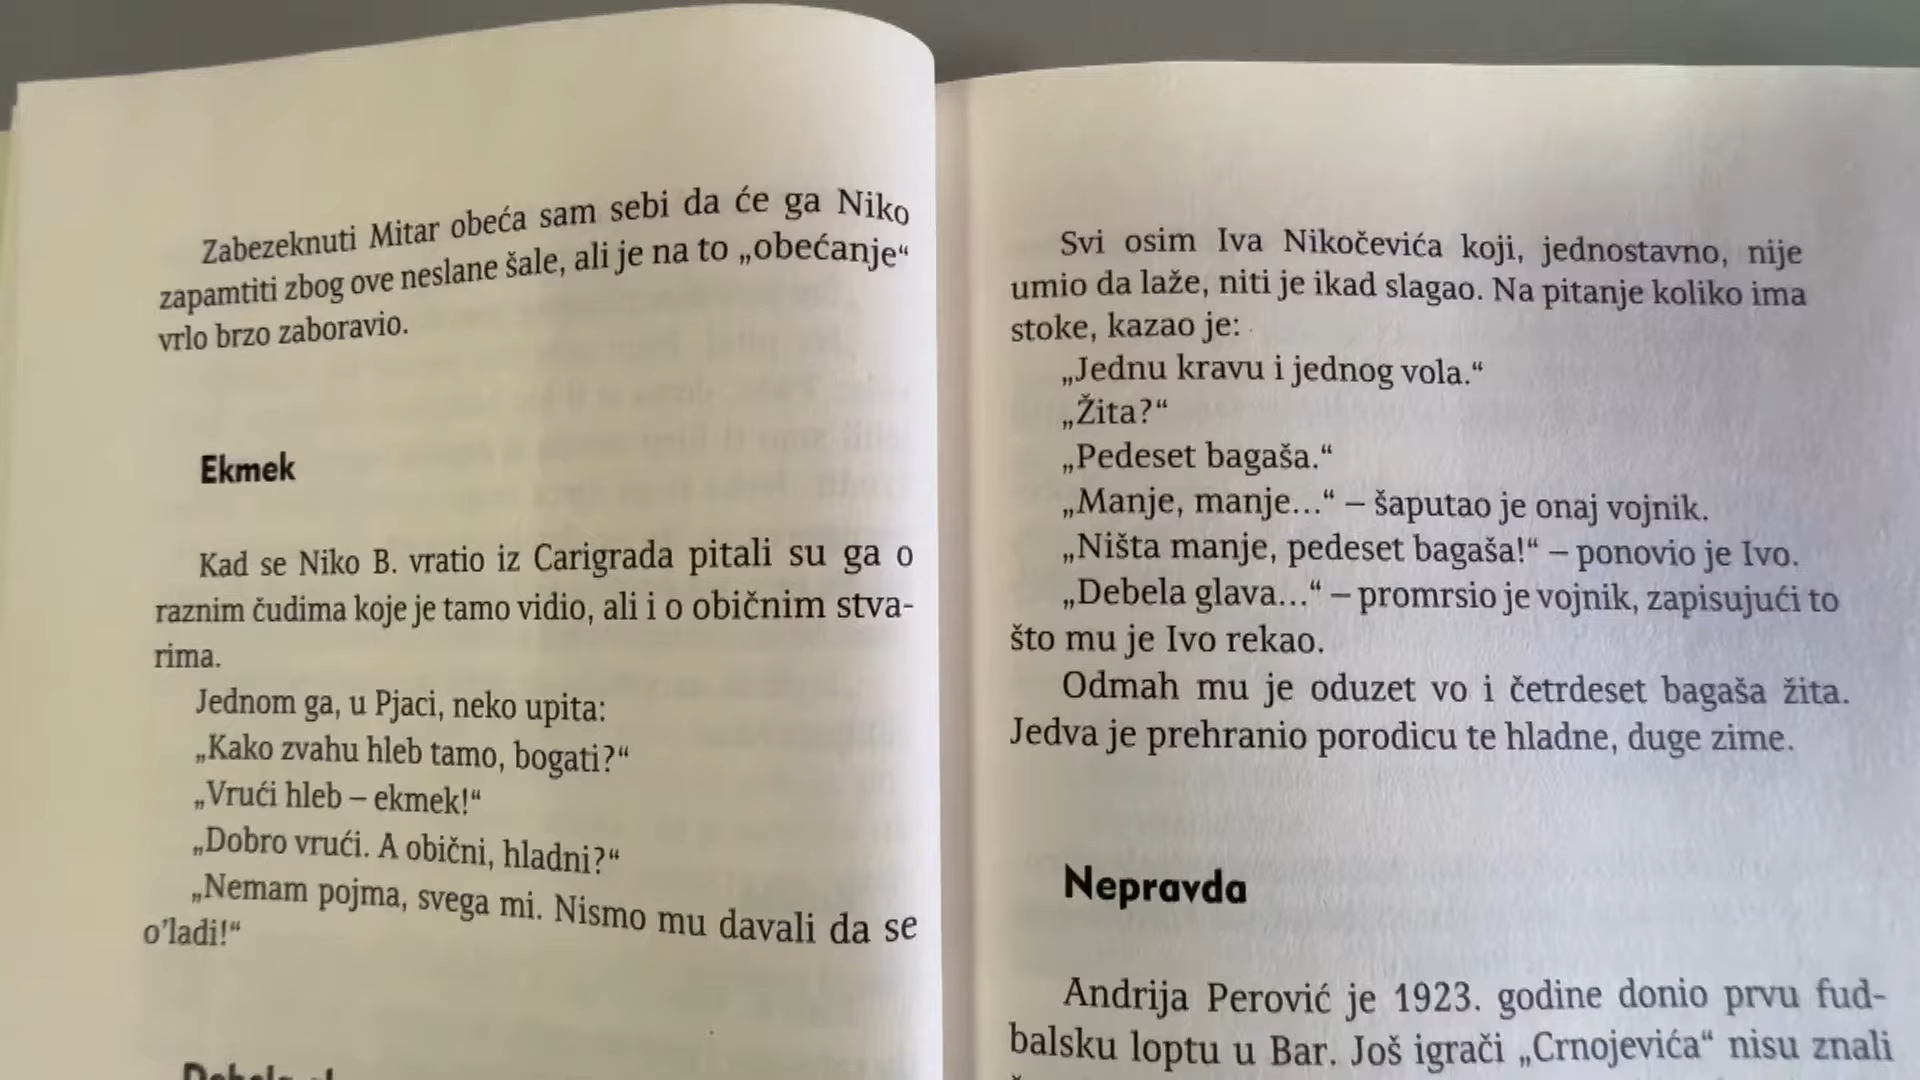 Zabezeknuti Mitar obeća sam sebi da će ga Niko
zapamtiti zbog ove neslane šale, ali je na to „obećanje“
vrlo brzo zaboravio.
Ekmek
Kad se Niko B. vratio iz Carigrada pitali su ga o
raznim čudima koje je tamo vidio, ali i o običnim stva-
rima.
Jednom ga, u Pjaci, neko upita:
„Kako zvahu hleb tamo, bogati?“
„Vrući hleb – ekmek!“
„Dobro vrući. A obični, hladni?“
„Nemam pojma, svega mi. Nismo mu davali da se
o’ladi!“
Svi osim Iva Nikočevića koji, jednostavno, nije
umio da laže, niti je ikad slagao. Na pitanje koliko ima
stoke, kazao je:
„Jednu kravu i jednog vola.“
„Žita?“
„Pedeset bagaša.“
„Manje, manje...“ – šaputao je onaj vojnik.
„Ništa manje, pedeset bagaša!“ – ponovio je Ivo.
„Debela glava...“ – promrsio je vojnik, zapisujući to
što mu je Ivo rekao.
Odmah mu je oduzet vo i četrdeset bagaša žita.
Jedva je prehranio porodicu te hladne, duge zime.
Nepravda
Andrija Perović je 1923. godine donio prvu fud-
balsku loptu u Bar. Još igrači „Crnojevića“ nisu znali